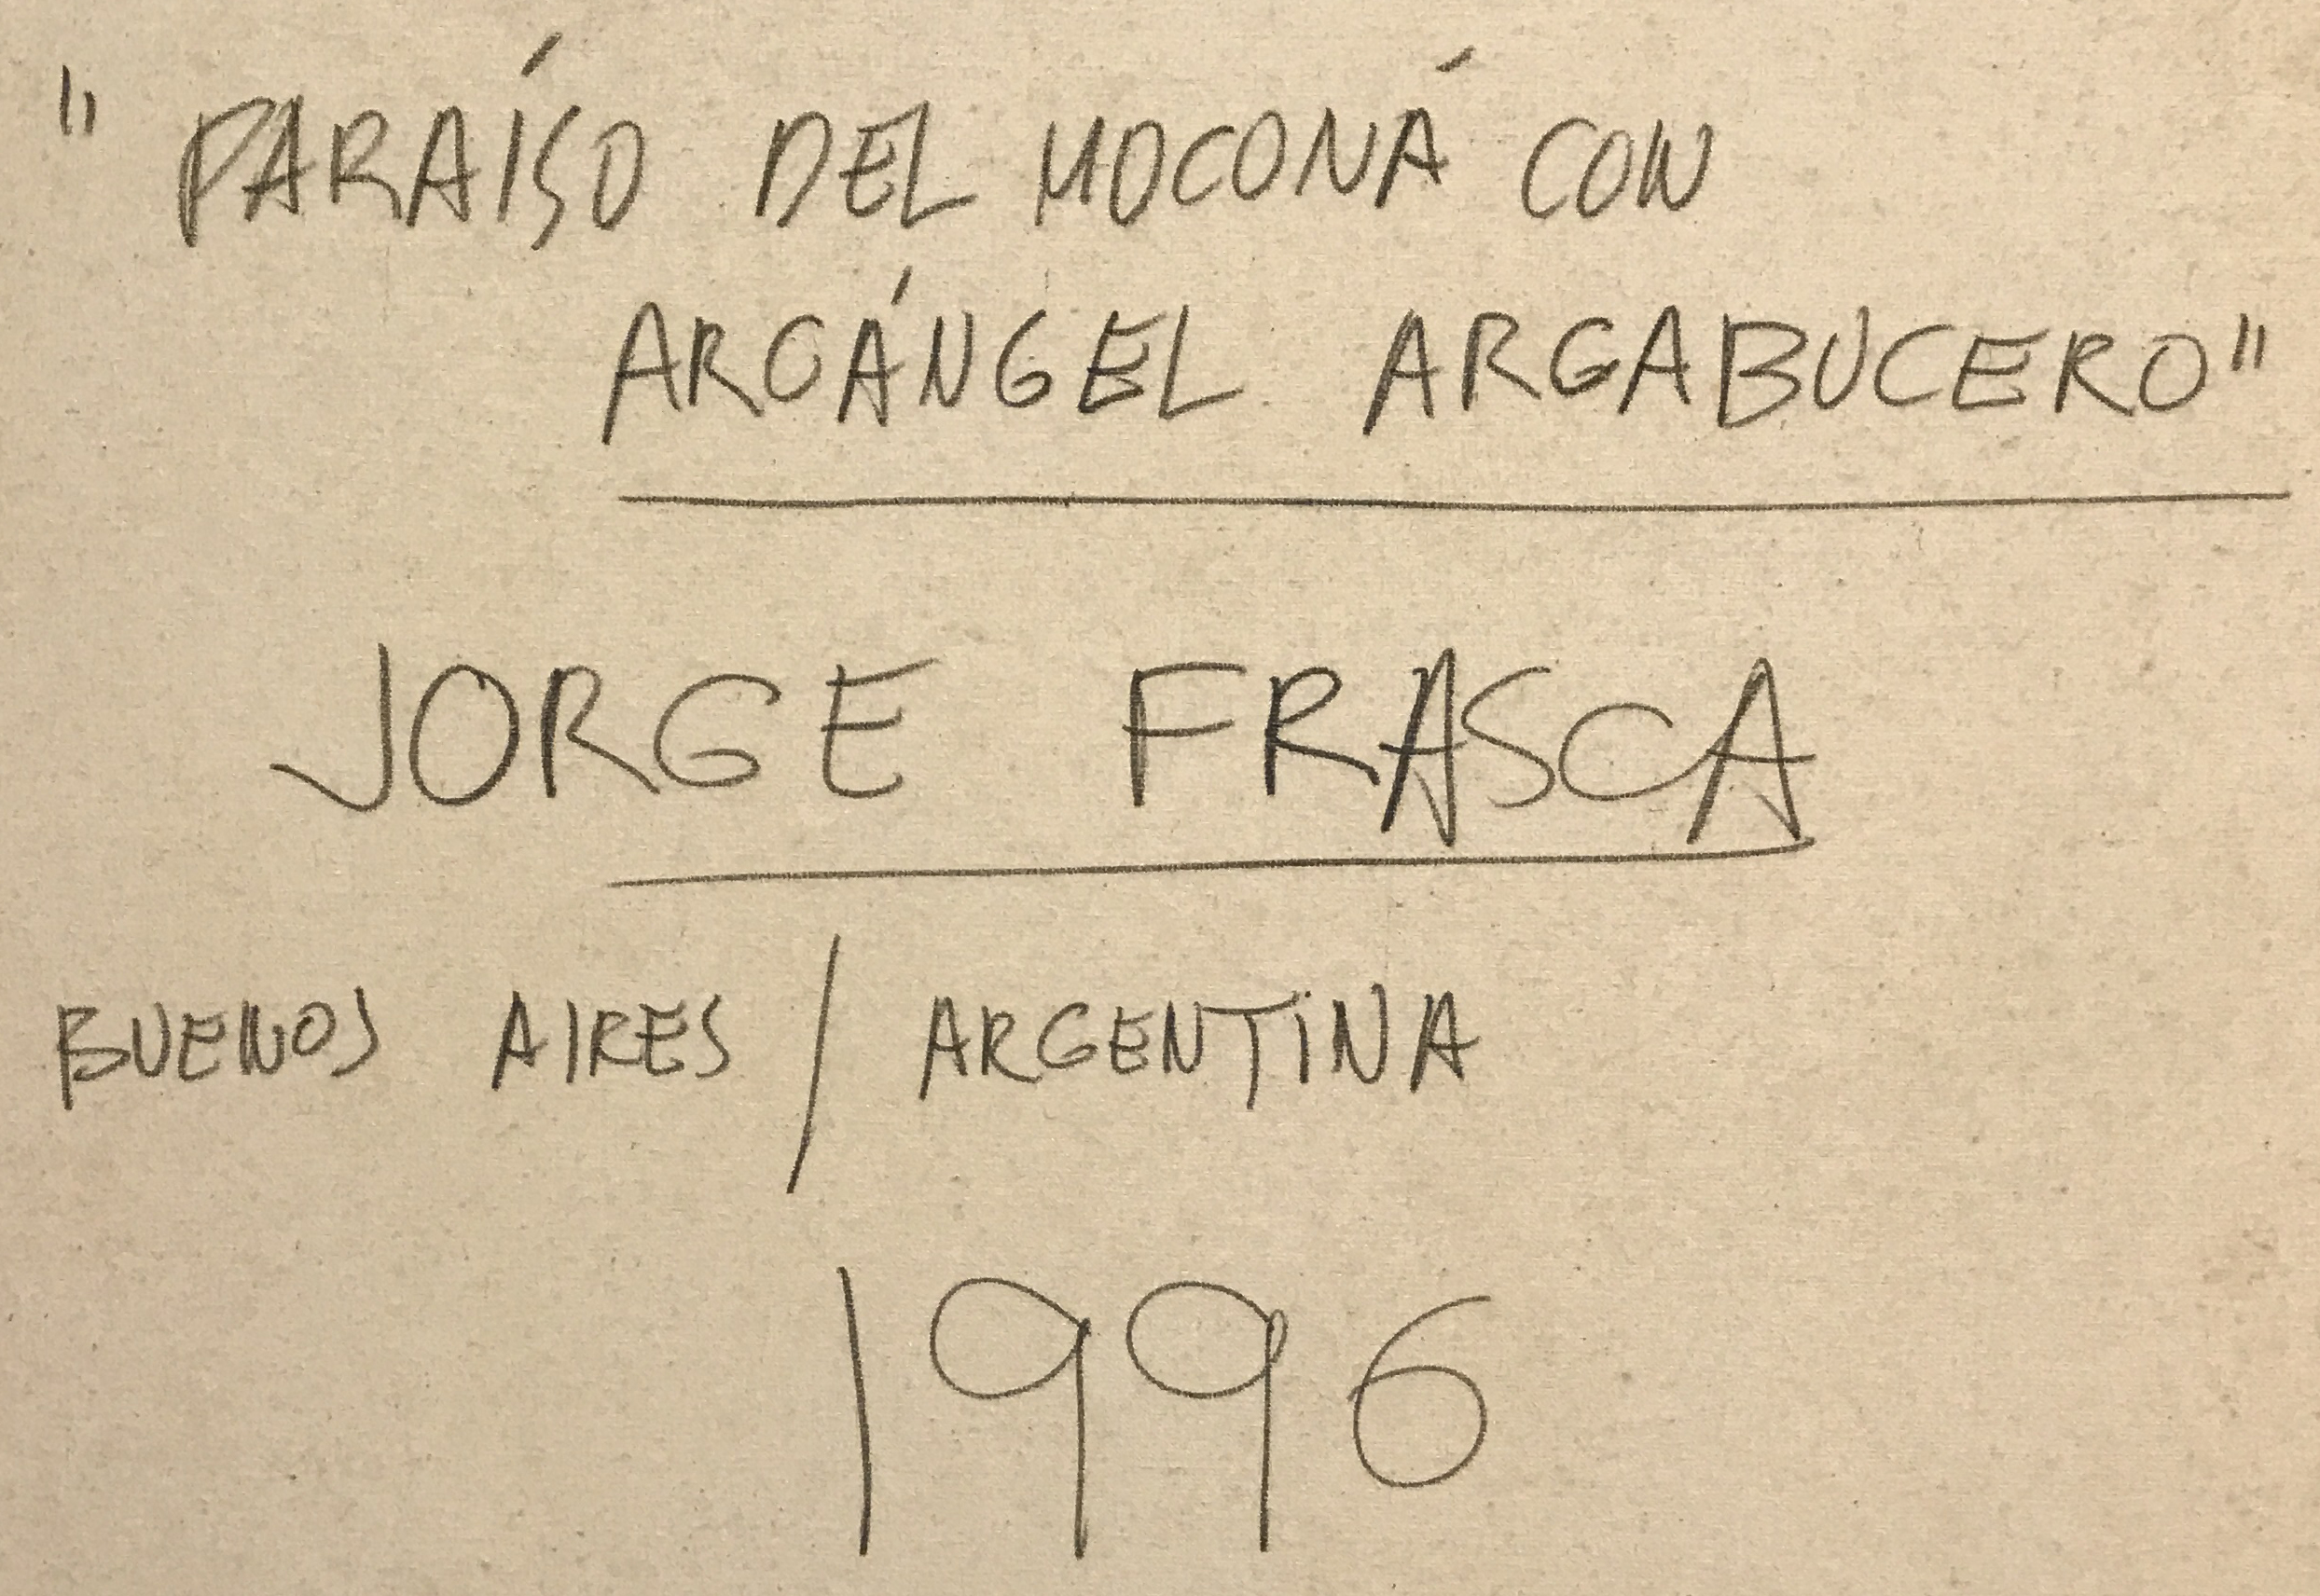 "PARAÍSO DEL MOCONÁ CON
ARCÁNGEL ARGABUCERO"
JORGE FRASCA
BUENOS AIRES / ARGENTINA
1996